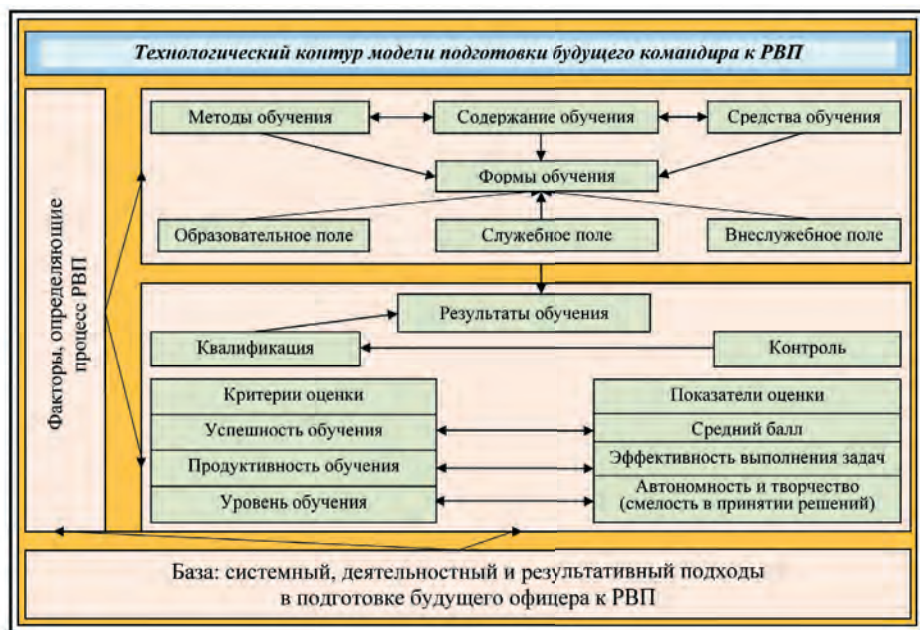 Технологический контур модели подготовки будущего командира к РВП
Факторы, определяющие
процесс РВП
Методы обучения
Содержание обучения
Средства обучения
Формы обучения
Образовательное поле
Служебное поле
Внеслужебное поле
Результаты обучения
Квалификация
Контроль
Критерии оценки
Показатели оценки
Успешность обучения
Средний балл
Продуктивность обучения
Эффективность выполнения задач
Уровень обучения
Автономность и творчество
(смелость в принятии решений)
База: системный, деятельностный и результативный подходы
в подготовке будущего офицера к РВП